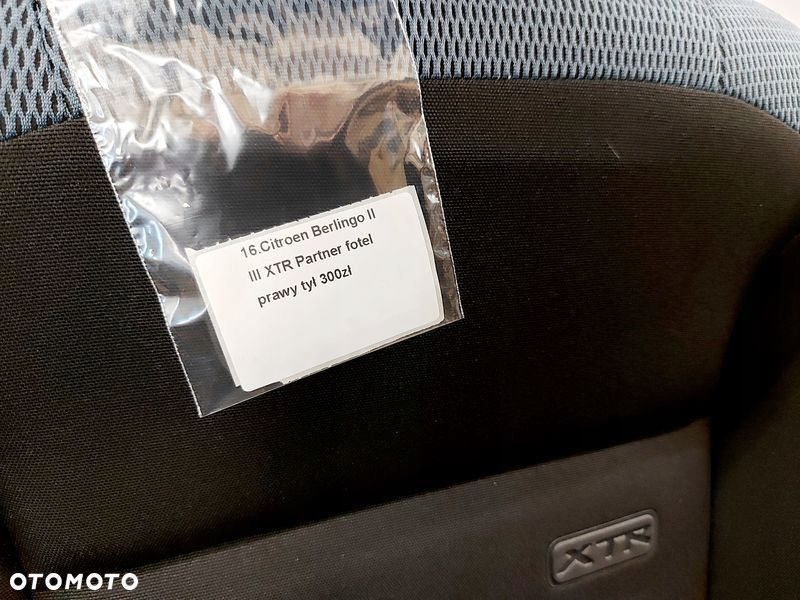 16.Citroen Berlingo II
III XTR Partner fotel
prawy tył 300zł
XTR
OTOMOTO